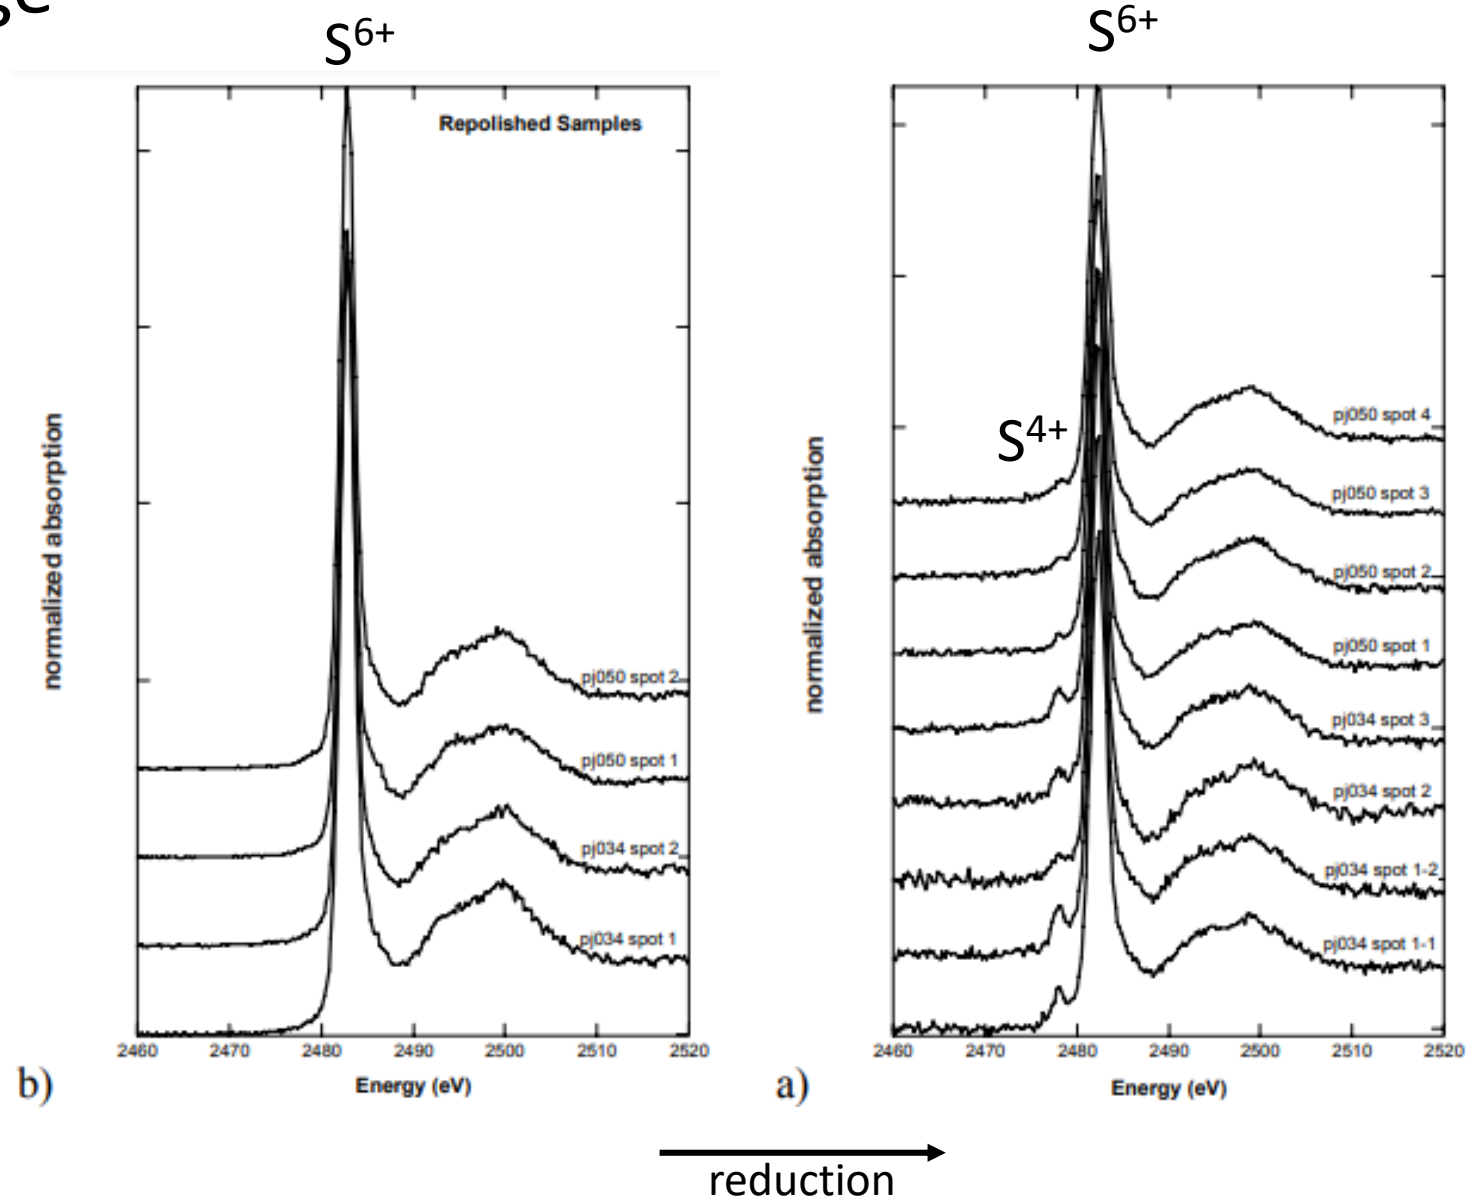 S6+
S6+
Repolished Samples
normalized absorption
pj050 spot 2
pj050 spot 1
pj034 spot 2
pj034 spot 1
2460 2470 2480 2490 2500 2510 2520
b)
Energy (eV)
S4+
normalized absorption
pj050 spot 4
pj050 spot 3
pj050 spot 2
pj050 spot 1
pj034 spot 3
pj034 spot 2
pj034 spot 1-2
pj034 spot 1-1
2460 2470 2480 2490 2500 2510 2520
a)
Energy (eV)
reduction